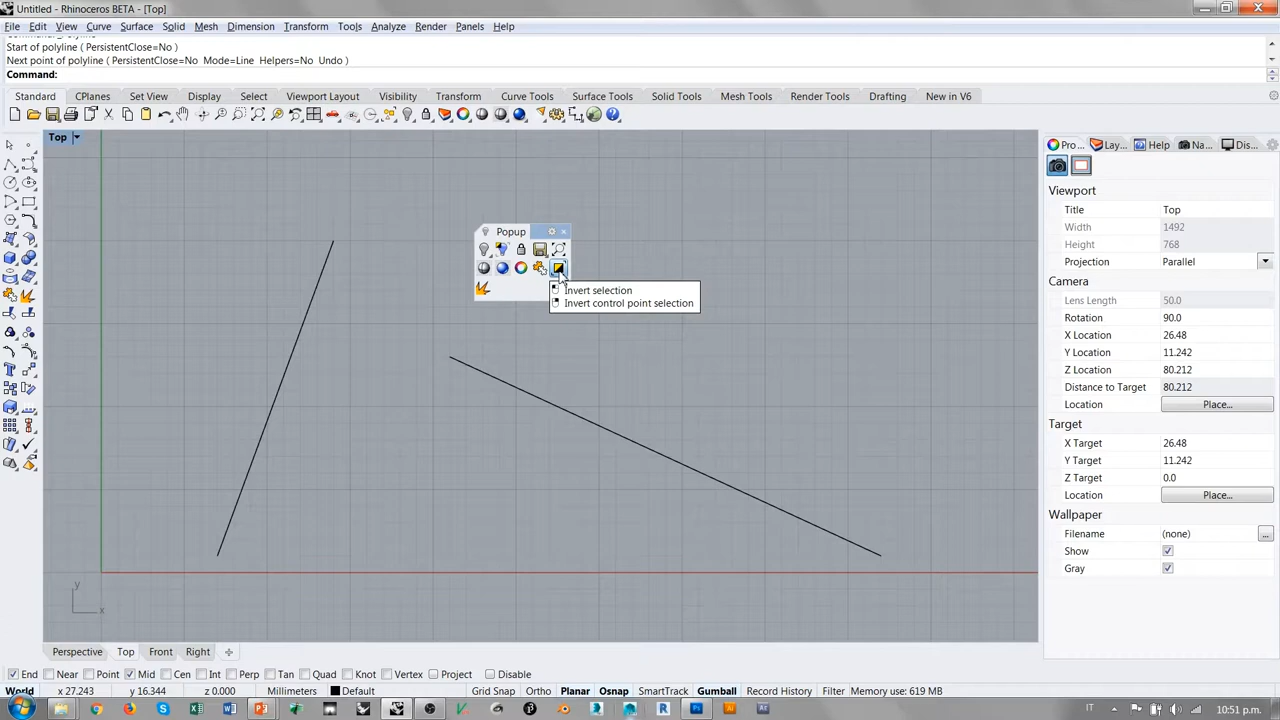 Untitled - Rhinoceros BETA - [Top]
File Edit View Curve Surface Solid Mesh Dimension Transform Tools Analyze Render Panels Help
Start of polyline ( PersistentClose=No )
Next point of polyline ( PersistentClose=No Mode=Line Helpers=No Undo )
Command:
Standard CPlanes Set View Display Select Viewport Layout Visibility Transform Curve Tools Surface Tools Solid Tools Mesh Tools Render Tools Drafting New in V6
Top
Pro... Lay... Help Na... Dis...
Viewport
Title Top
Width 1492
Height 768
Projection Parallel
Camera
Lens Length 50.0
Rotation 90.0
X Location 26.48
Y Location 11.242
Z Location 80.212
Distance to Target 80.212
Location Place...
Target
X Target 26.48
Y Target 11.242
Z Target 0.0
Location Place...
Wallpaper
Filename (none) ...
Show
Gray
Popup
Invert selection
Invert control point selection
y
z x
Perspective Top Front Right
End Near Point Mid Cen Int Perp Tan Quad Knot Vertex Project Disable
World x 27.243 y 16.344 z 0.000 Millimeters Default Grid Snap Ortho Planar Osnap SmartTrack Gumball Record History Filter Memory use: 619 MB
IT 10:51 p.m.